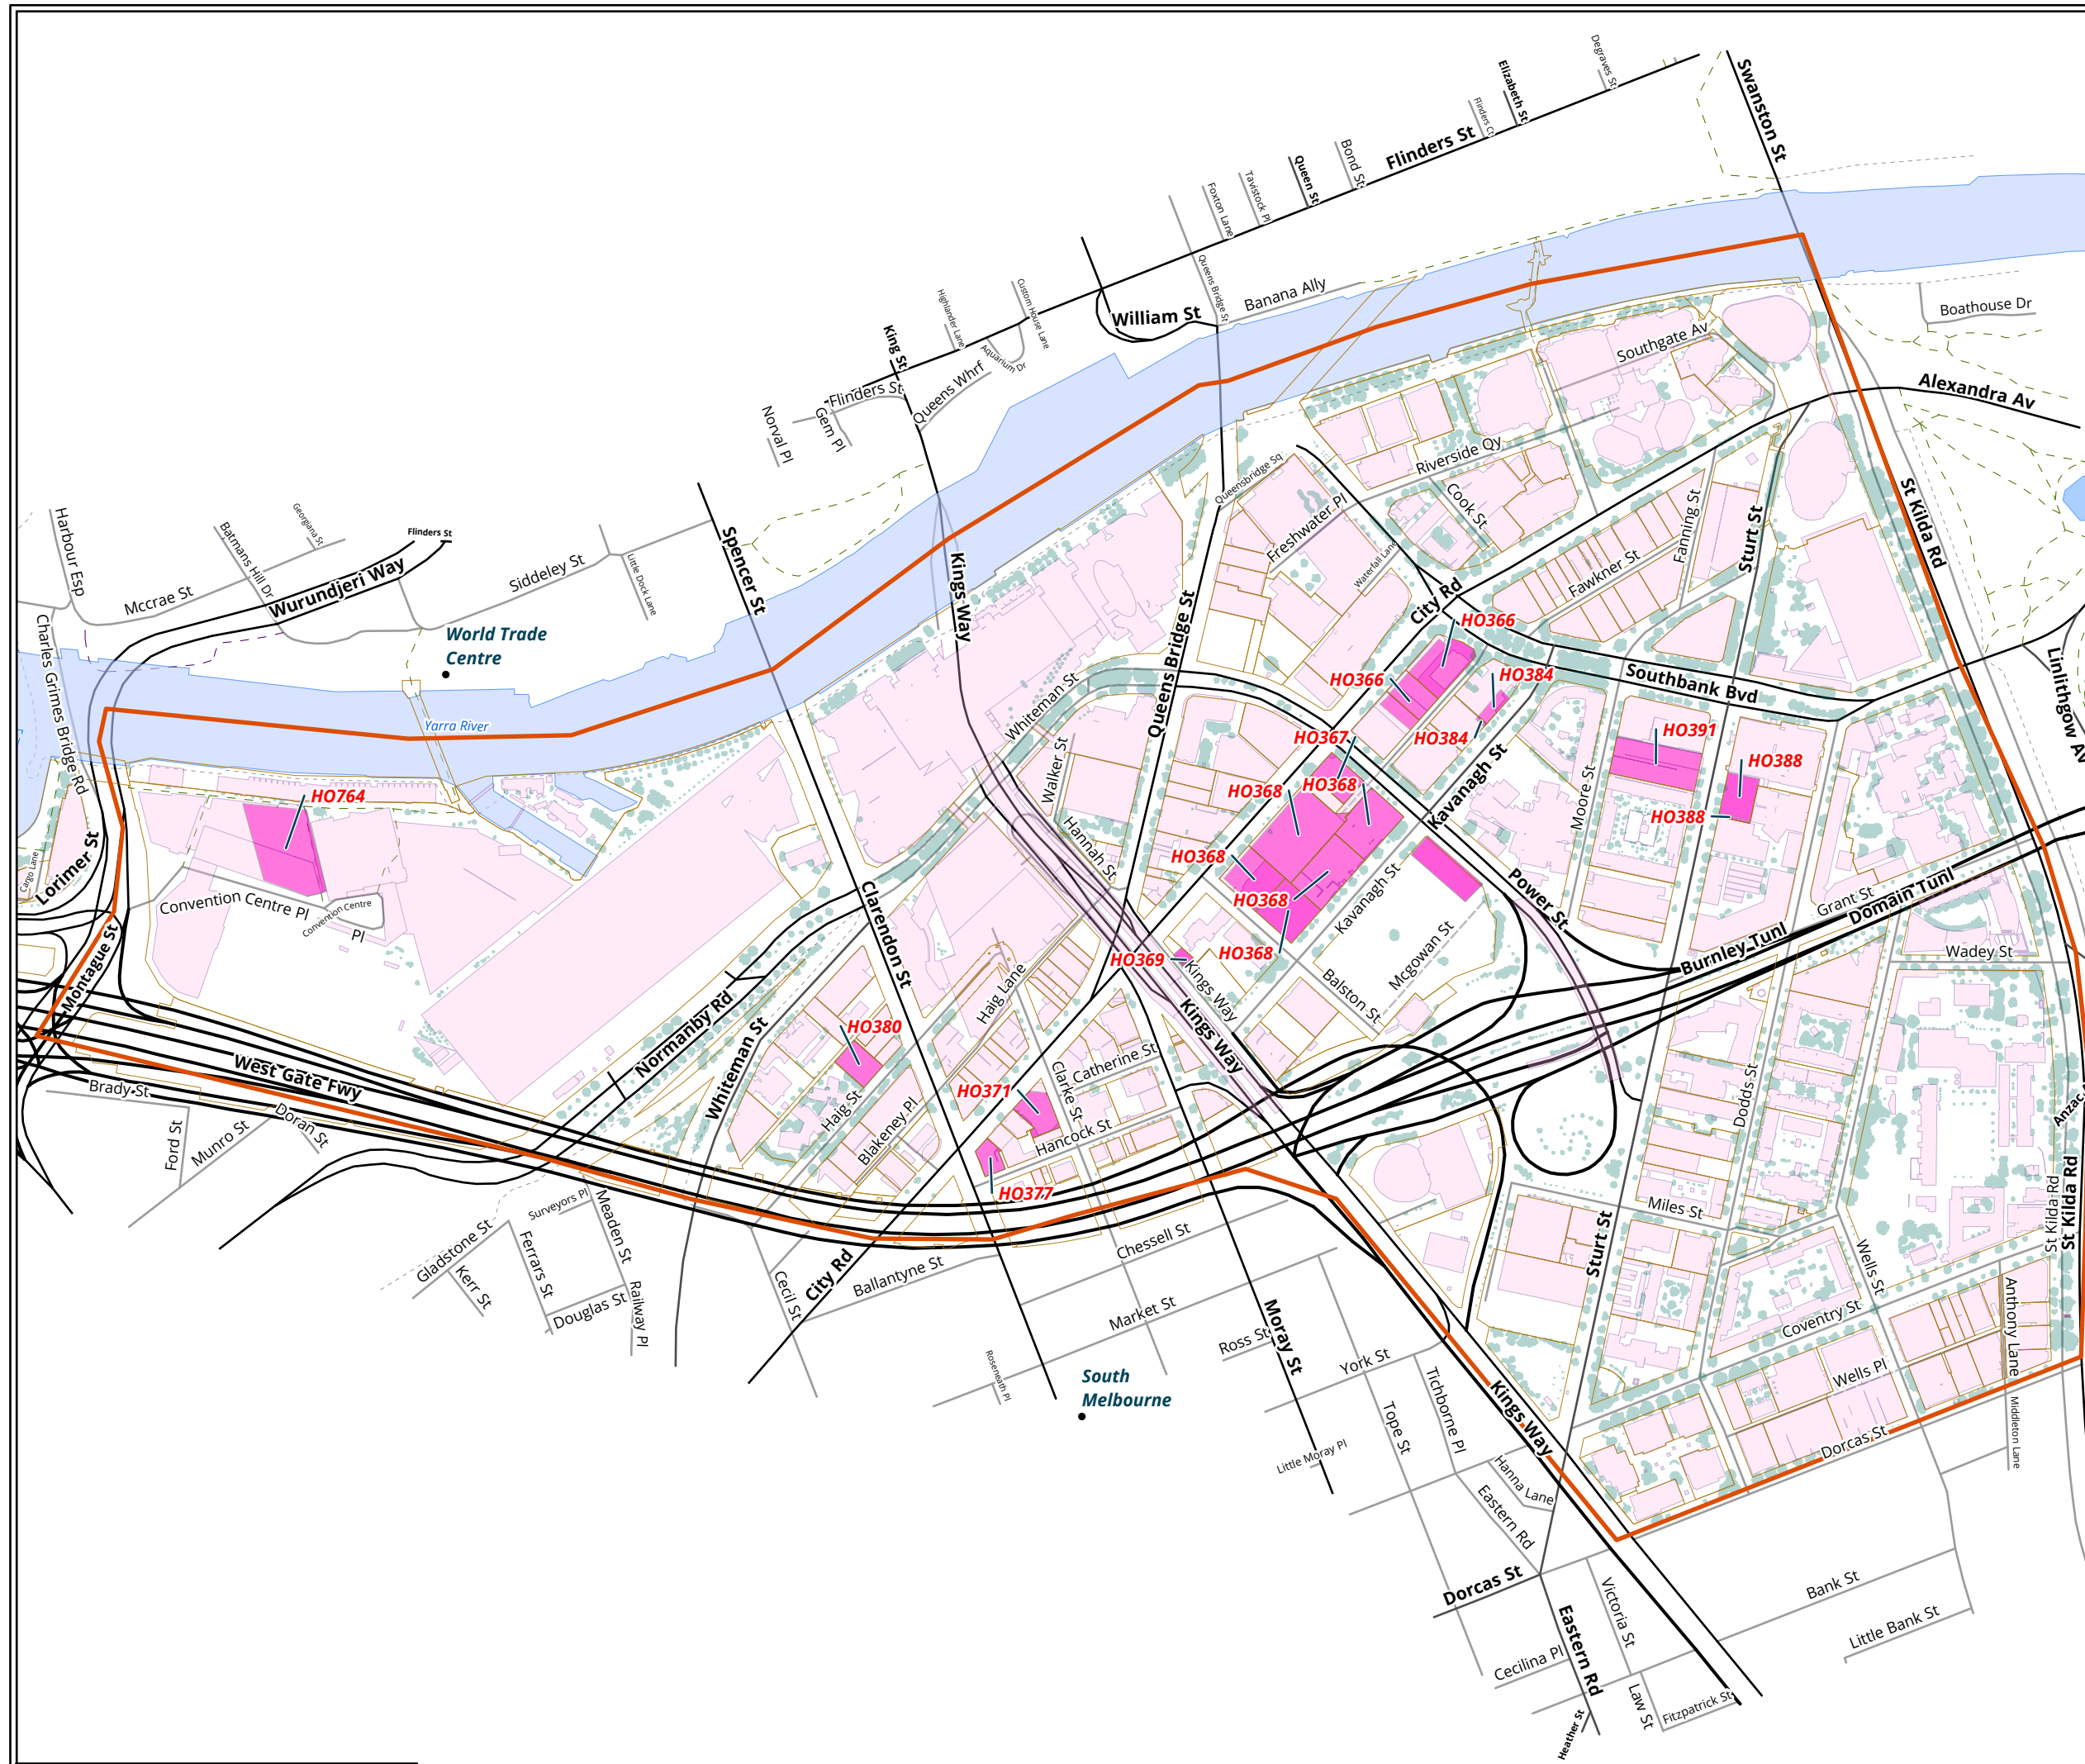 Degraves St
Swanston St
Elizabeth St
Flinders Ct
Flinders St
Bond St
Queen St
Tavistock Pl
Foxton Lane
Queens Bridge St
Banana Ally
William St
Custom House Lane
Highlander Lane
Aquarium Dr
King St
Queens Whrf
Flinders St
Gem Pl
Norval Pl
Boathouse Dr
Alexandra Av
Southgate Av
Riverside Qy
Cook St
Queensbridge Sq
Freshwater Pl
Waterfall Lane
City Rd
Fawkner St
Fanning St
Sturt St
St Kilda Rd
Linlithgow Av
Southbank Blvd
Harbour Esp
Mccrae St
Batmans Hill Dr
Georgiana St
Flinders St
Wurundjeri Way
Siddeley St
Little Dock Lane
Spencer St
Kings Way
Charles Grimes Bridge Rd
World Trade
Centre
Yarra River
Whiteman St
Walker St
Queens Bridge St
Hannah St
HO366
HO366
HO384
HO384
HO367
HO368
HO368
HO368
HO368
HO368
HO391
HO388
HO388
HO764
HO369
HO380
HO371
HO377
Kavanagh St
Moore St
Kavanagh St
Power St
Mcgowan St
Balston St
Kings Way
Kings Way
Burnley Tunl
Domain Tunl
Grant St
Wadey St
Cargo Lane
Lorimer St
Convention Centre Pl
Convention Centre
Pl
Montague St
Clarendon St
Normanby Rd
Whiteman St
Haig Lane
Haig St
Blakeney Pl
Clarke St
Catherine St
Hancock St
West Gate Fwy
Brady St
Ford St
Munro St
Doran St
Surveyors Pl
Meaden St
Gladstone St
Kerr St
Ferrars St
Douglas St
Railway Pl
Cecil St
City Rd
Ballantyne St
Chessell St
Market St
Roseneath Pl
Moray St
Ross St
York St
South
Melbourne
Little Moray Pl
Tope St
Tichborne Pl
Hanna Lane
Eastern Rd
Kings Way
Sturt St
Miles St
Dodds St
Wells St
Coventry St
Wells Pl
Dorcas St
Anthony Lane
Middleton Lane
St Kilda Rd
St Kilda Rd
Anzac
Dorcas St
Eastern Rd
Victoria St
Cecilina Pl
Law St
Fitzpatrick St
Heather St
Bank St
Little Bank St